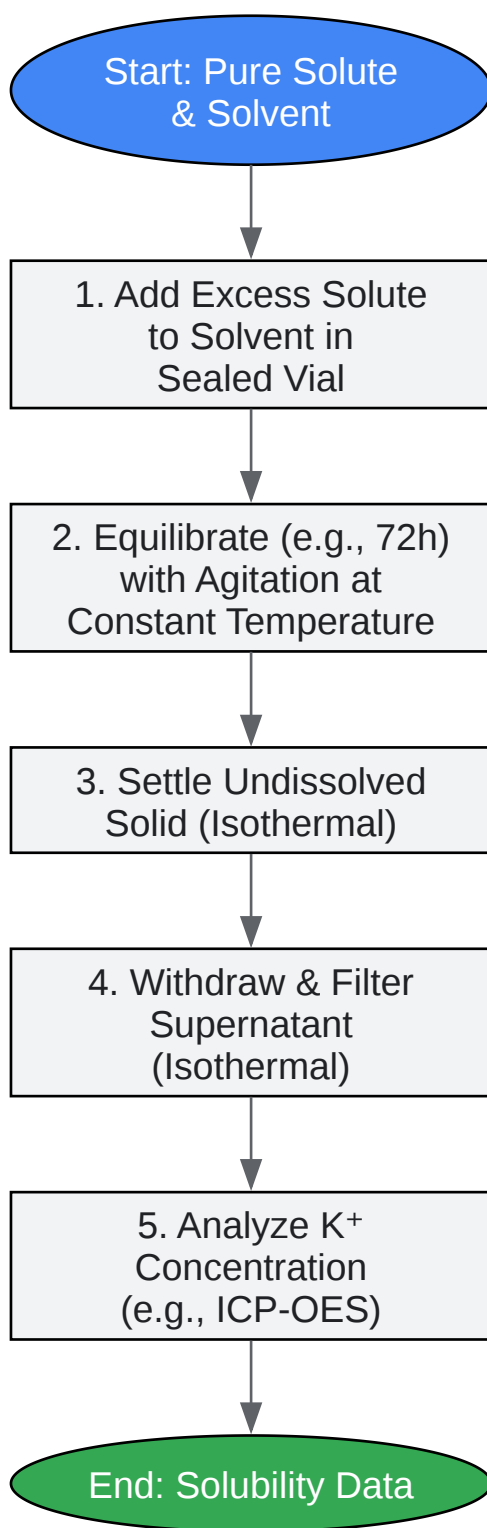 Start: Pure Solute
& Solvent
1. Add Excess Solute
to Solvent in
Sealed Vial
2. Equilibrate (e.g., 72h)
with Agitation at
Constant Temperature
3. Settle Undissolved
Solid (Isothermal)
4. Withdraw & Filter
Supernatant
(Isothermal)
5. Analyze K⁺
Concentration
(e.g., ICP-OES)
End: Solubility Data